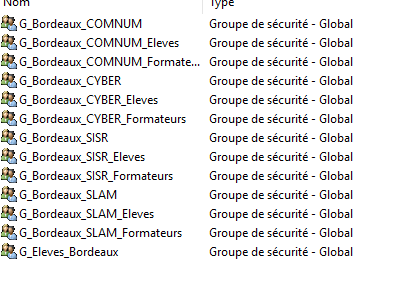 Nom Type
G_Bordeaux_COMNUM Groupe de sécurité - Global
G_Bordeaux_COMNUM_Eleves Groupe de sécurité - Global
G_Bordeaux_COMNUM_Formate... Groupe de sécurité - Global
G_Bordeaux_CYBER Groupe de sécurité - Global
G_Bordeaux_CYBER_Eleves Groupe de sécurité - Global
G_Bordeaux_CYBER_Formateurs Groupe de sécurité - Global
G_Bordeaux_SISR Groupe de sécurité - Global
G_Bordeaux_SISR_Eleves Groupe de sécurité - Global
G_Bordeaux_SISR_Formateurs Groupe de sécurité - Global
G_Bordeaux_SLAM Groupe de sécurité - Global
G_Bordeaux_SLAM_Eleves Groupe de sécurité - Global
G_Bordeaux_SLAM_Formateurs Groupe de sécurité - Global
G_Eleves_Bordeaux Groupe de sécurité - Global